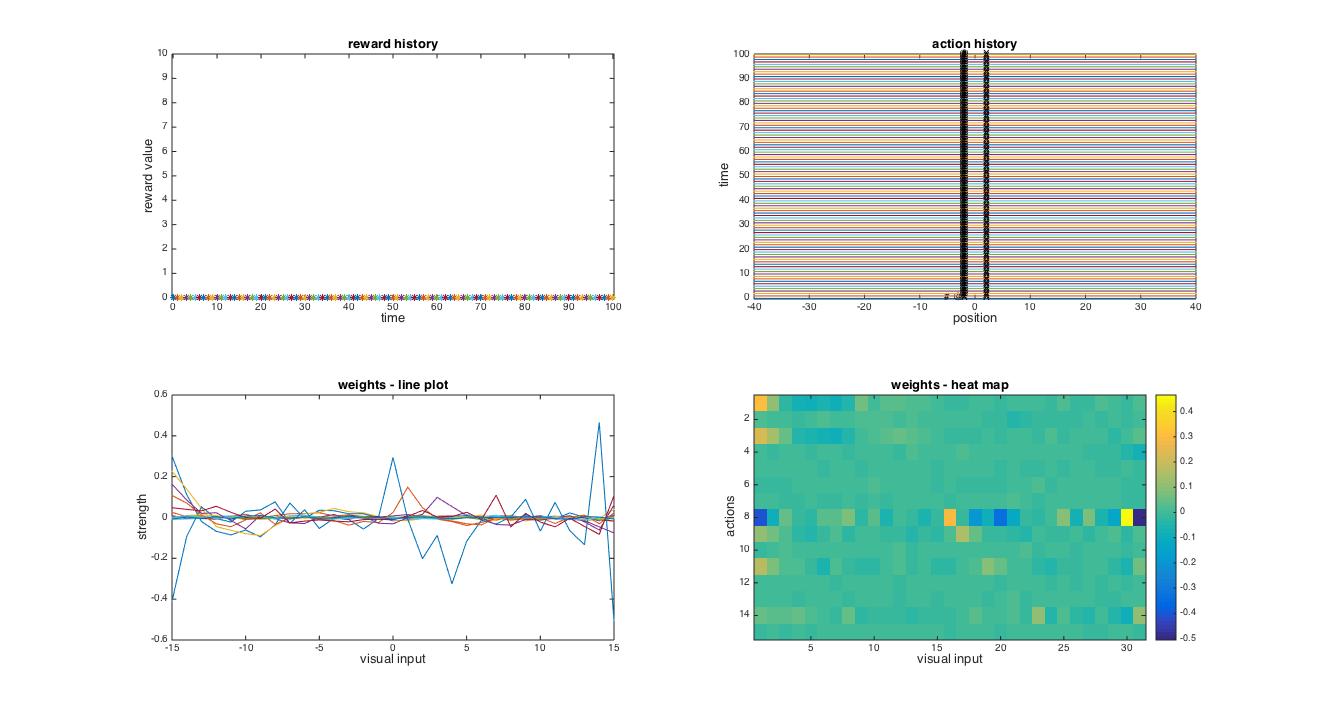 reward history
10
9
8
7
6
5
4
3
2
1
0
reward value
0 10 20 30 40 50 60 70 80 90 100
time
action history
100
90
80
70
60
50
40
30
20
10
0
time
-40 -30 -20 -10 0 10 20 30 40
position
weights - line plot
0.6
0.4
0.2
0
-0.2
-0.4
-0.6
strength
-15 -10 -5 0 5 10 15
visual input
weights - heat map
2
4
6
8
10
12
14
actions
5 10 15 20 25 30
visual input
0.4
0.3
0.2
0.1
0
-0.1
-0.2
-0.3
-0.4
-0.5